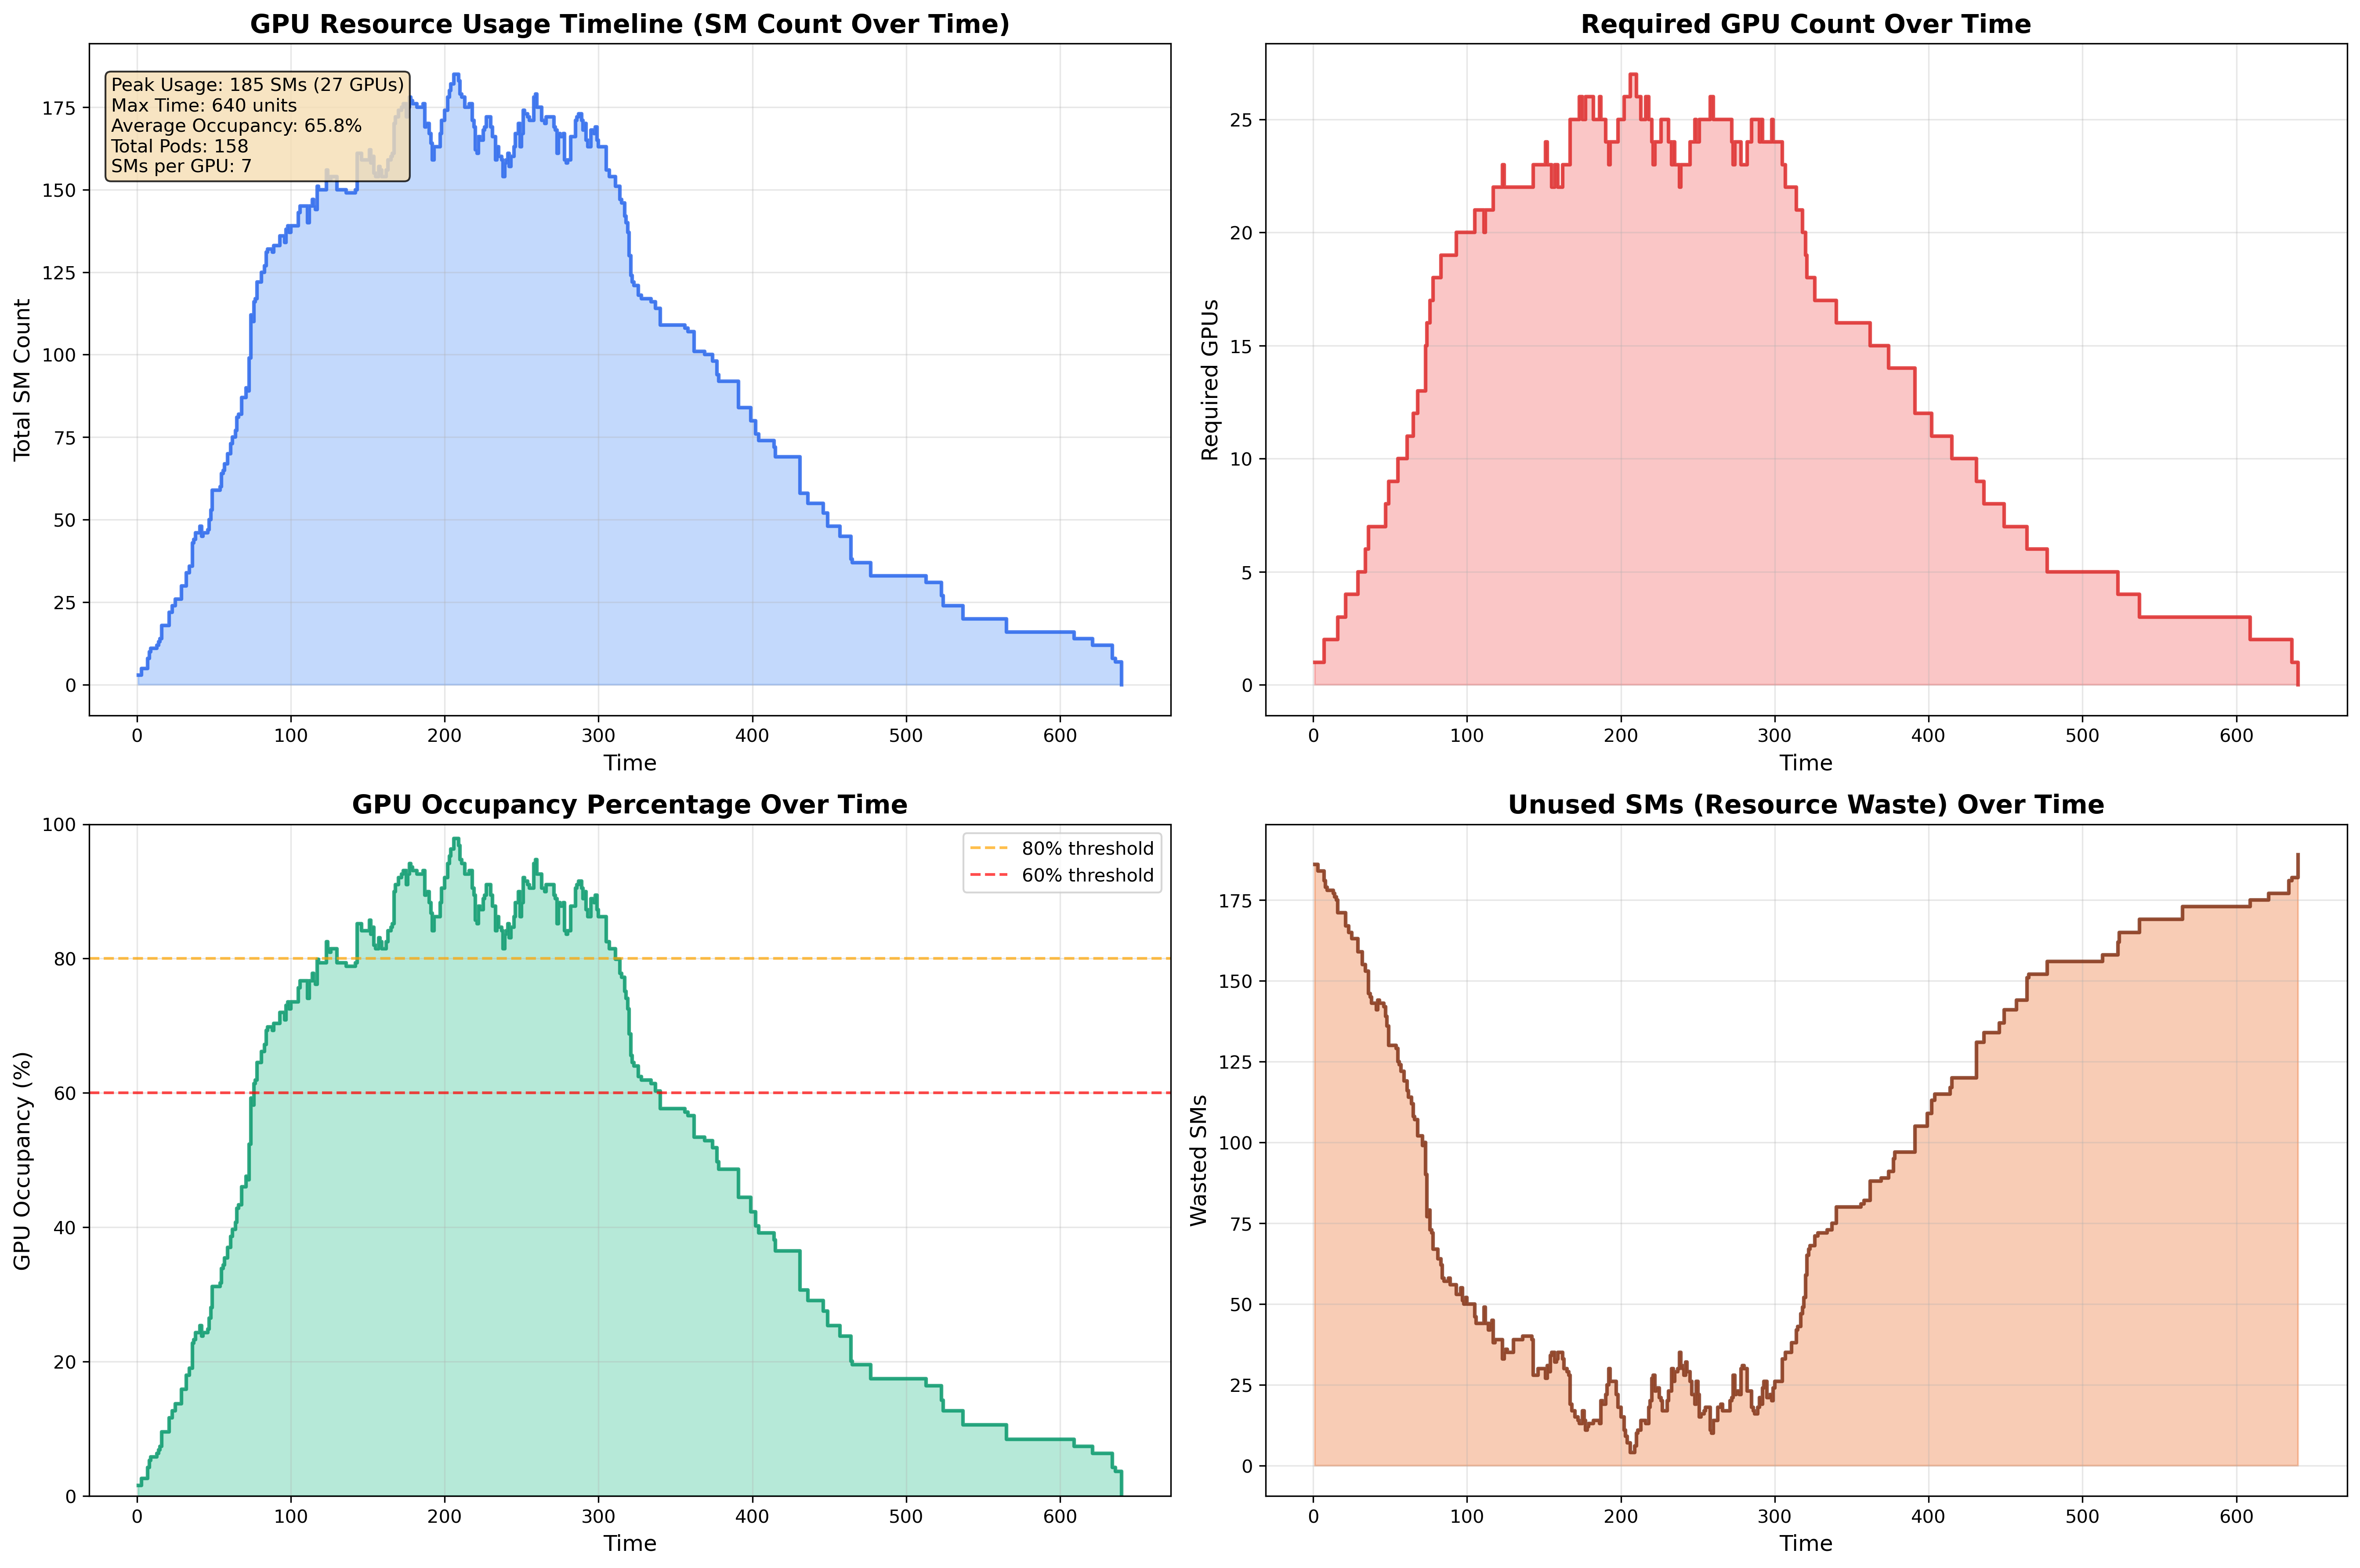 GPU Resource Usage Timeline (SM Count Over Time)
Peak Usage: 185 SMs (27 GPUs)
Max Time: 640 units
Average Occupancy: 65.8%
Total Pods: 158
SMs per GPU: 7
Total SM Count
175
150
125
100
75
50
25
0
0 100 200 300 400 500 600
Time
Required GPU Count Over Time
Required GPUs
25
20
15
10
5
0
0 100 200 300 400 500 600
Time
GPU Occupancy Percentage Over Time
80% threshold
60% threshold
GPU Occupancy (%)
100
80
60
40
20
0
0 100 200 300 400 500 600
Time
Unused SMs (Resource Waste) Over Time
Wasted SMs
175
150
125
100
75
50
25
0
0 100 200 300 400 500 600
Time